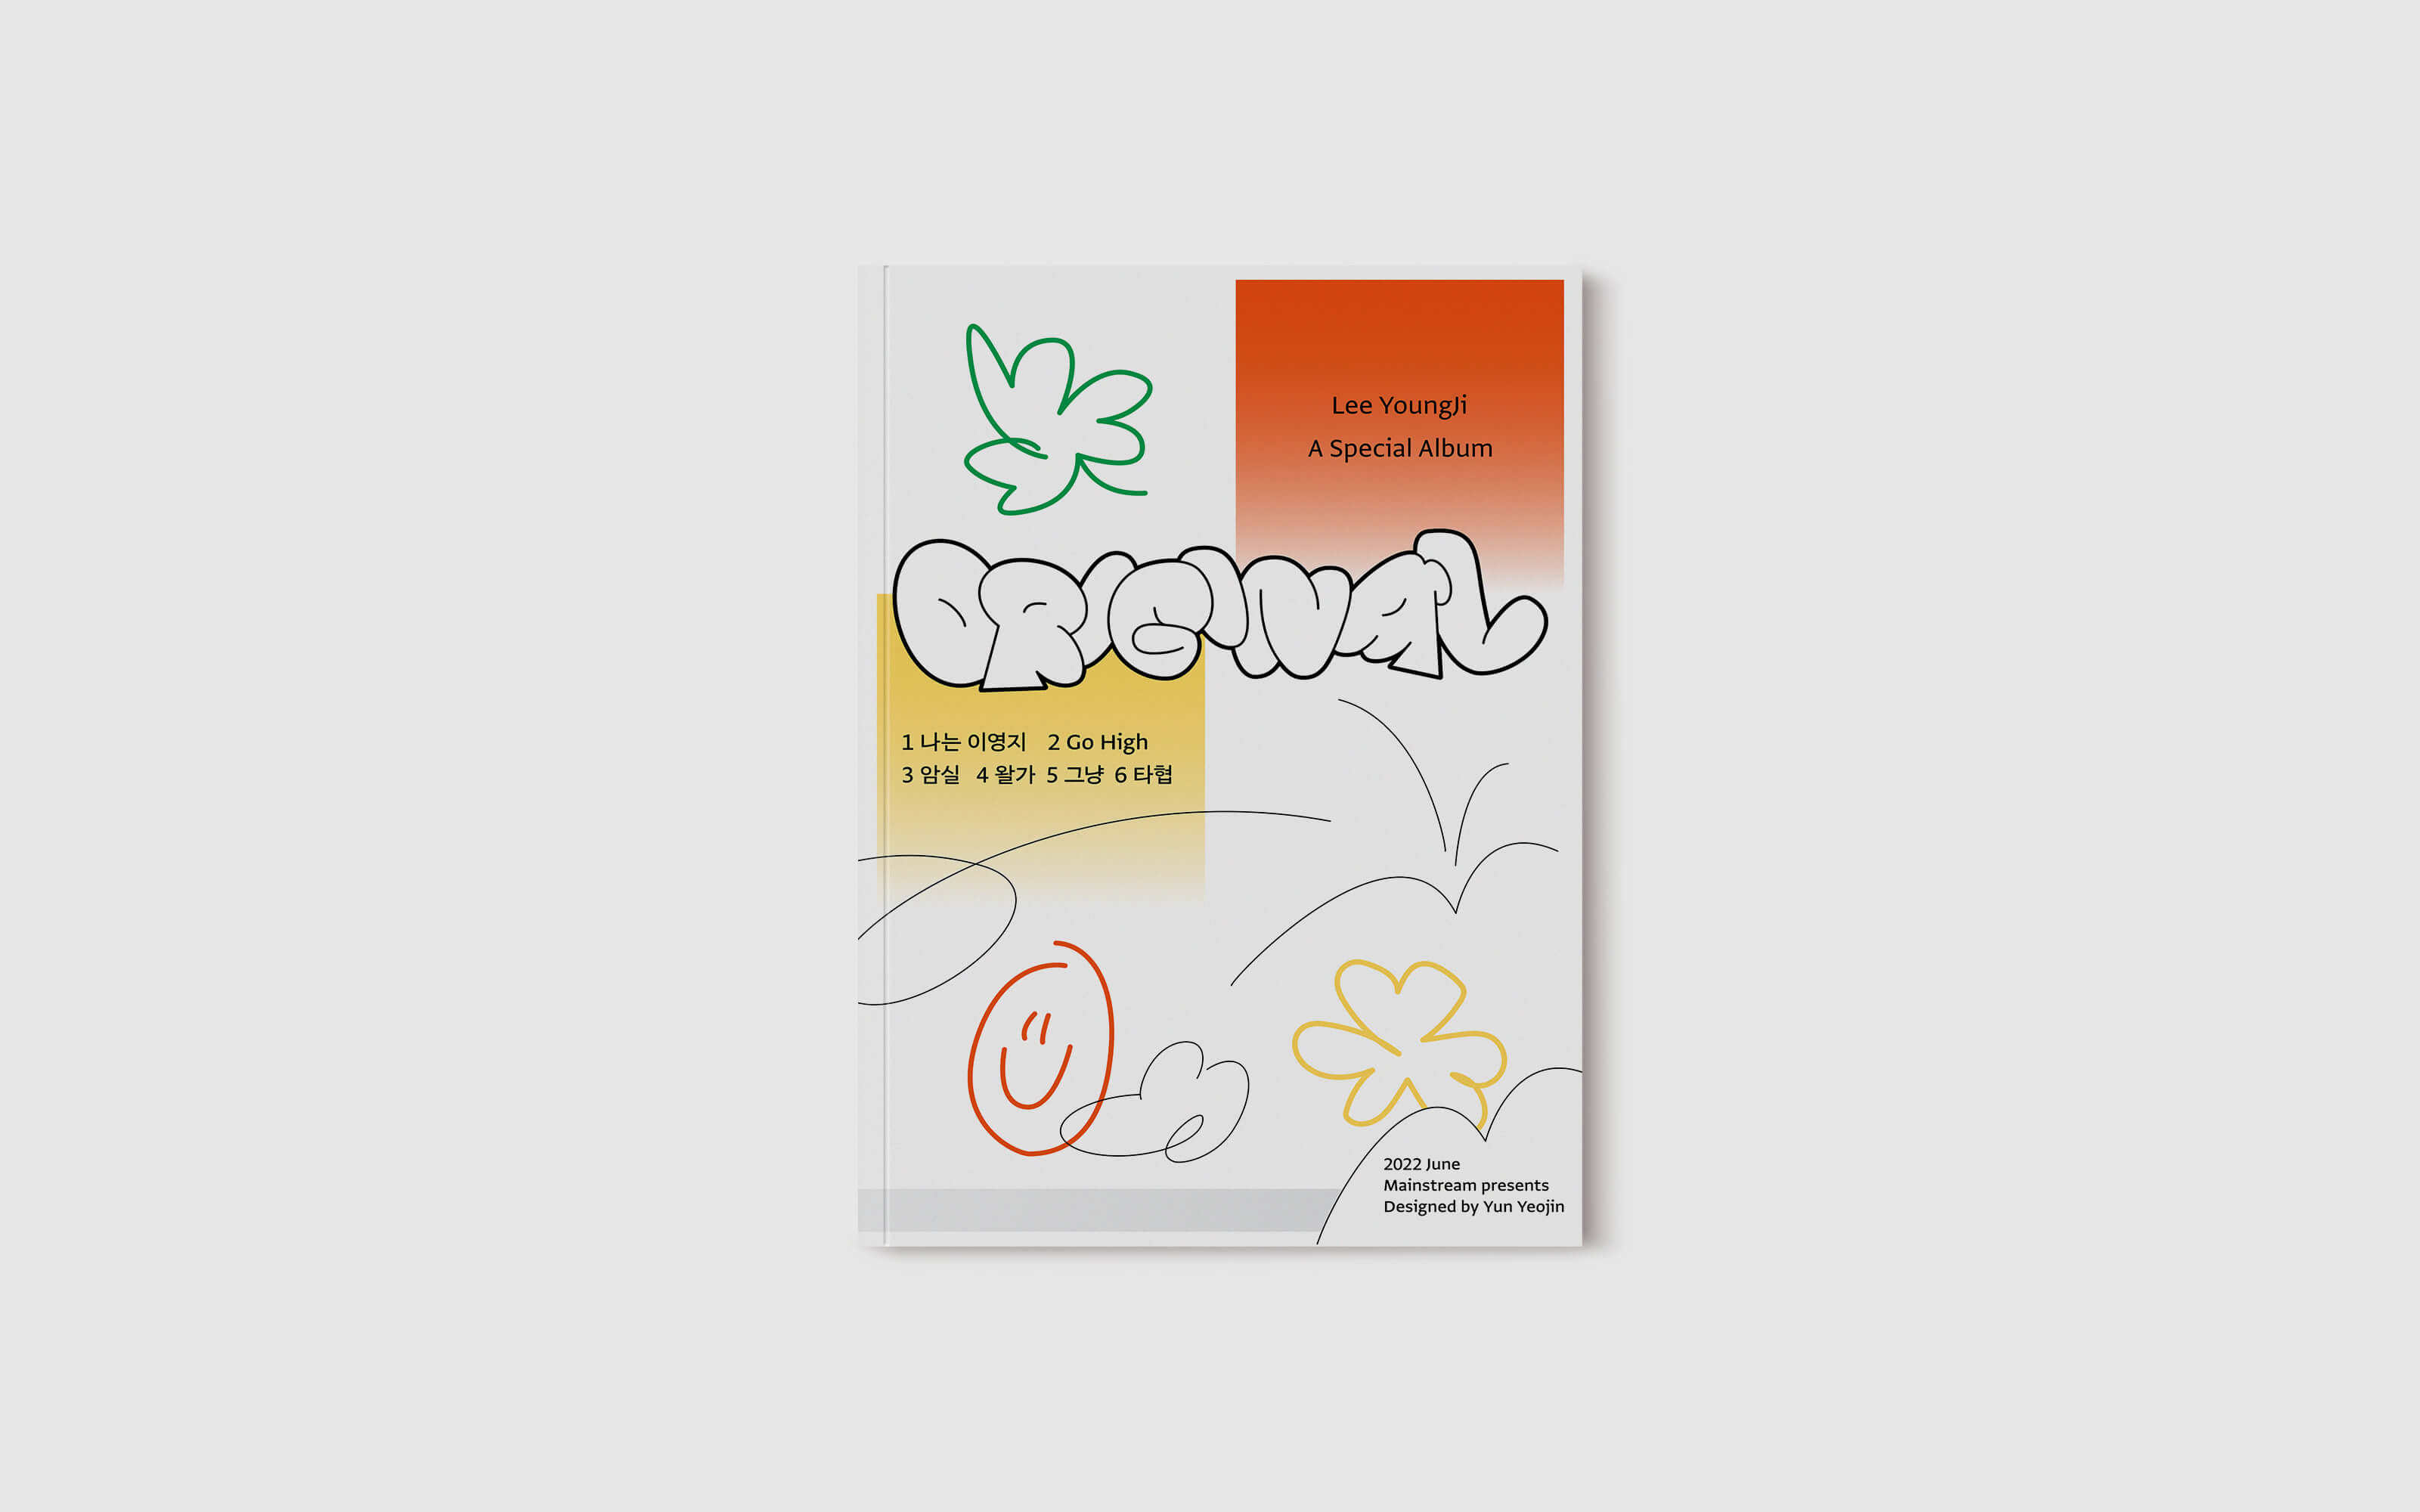 Lee YoungJi
A Special Album
ORIGINAL
1 나는 이영지 2 Go High
3 암실 4 왈가 5 그냥 6 타협
2022 June
Mainstream presents
Designed by Yun Yeojin